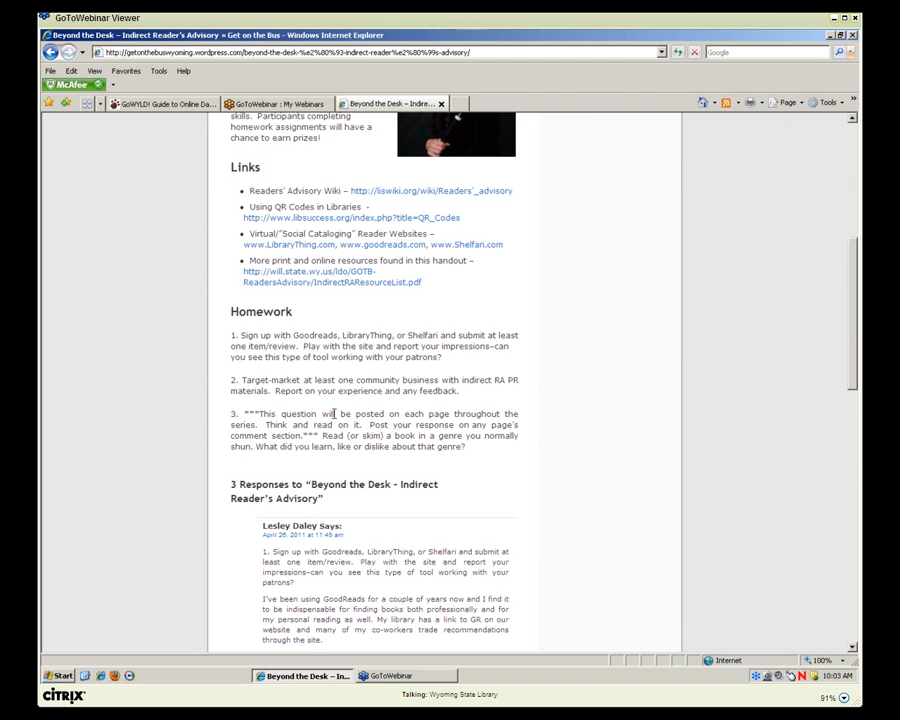 GoToWebinar Viewer
Beyond the Desk – Indirect Reader's Advisory « Get on the Bus - Windows Internet Explorer
http://getonthebuswyoming.wordpress.com/beyond-the-desk-%e2%80%93-indirect-reader%e2%80%99s-advisory/
Google
File Edit View Favorites Tools Help
McAfee
GoWYLD! Guide to Online Da...
GoToWebinar : My Webinars
Beyond the Desk – Indire...
Page
Tools
skills. Participants completing
homework assignments will have a
chance to earn prizes!
Links
Readers' Advisory Wiki – http://liswiki.org/wiki/Readers'_advisory
Using QR Codes in Libraries -
http://www.libsuccess.org/index.php?title=QR_Codes
Virtual/"Social Cataloging" Reader Websites –
www.LibraryThing.com, www.goodreads.com, www.Shelfari.com
More print and online resources found in this handout –
http://will.state.wy.us/ldo/GOTB-
ReadersAdvisory/IndirectRAResourceList.pdf
Homework
1. Sign up with Goodreads, LibraryThing, or Shelfari and submit at least
one item/review. Play with the site and report your impressions–can
you see this type of tool working with your patrons?
2. Target-market at least one community business with indirect RA PR
materials. Report on your experience and any feedback.
3. ***This question will be posted on each page throughout the
series. Think and read on it. Post your response on any page's
comment section.*** Read (or skim) a book in a genre you normally
shun. What did you learn, like or dislike about that genre?
3 Responses to "Beyond the Desk – Indirect
Reader's Advisory"
Lesley Daley Says:
April 28, 2011 at 11:49 am
1. Sign up with Goodreads, LibraryThing, or Shelfari and submit at
least one item/review. Play with the site and report your
impressions–can you see this type of tool working with your
patrons?
I've been using GoodReads for a couple of years now and I find it
to be indispensable for finding books both professionally and for
my personal reading as well. My library has a link to GR on our
website and many of my co-workers trade recommendations
through the site.
Internet
100%
Start
Beyond the Desk – In...
GoToWebinar
10:03 AM
CITRIX
Talking: Wyoming State Library
91%